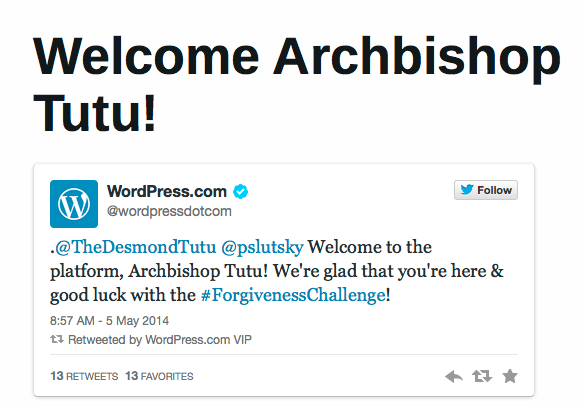 Welcome Archbishop
Tutu!
WordPress.com
Follow
@wordpressdotcom
.@TheDesmondTutu @pslutsky Welcome to the
platform, Archbishop Tutu! We're glad that you're here &
good luck with the #ForgivenessChallenge!
8:57 AM - 5 May 2014
Retweeted by WordPress.com VIP
13 RETWEETS 13 FAVORITES